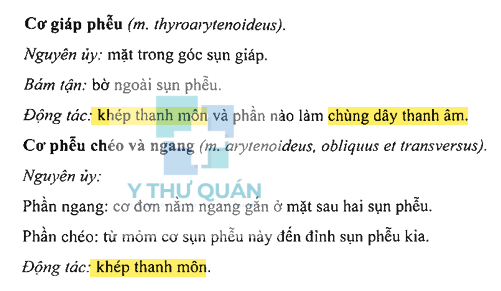 Cơ giáp phễu (m. thyroarytenoideus).
Nguyên ủy: mặt trong góc sụn giáp.
Bám tận: bờ ngoài sụn phễu.
Động tác: khép thanh môn và phần nào làm chùng dây thanh âm.
Cơ phễu chéo và ngang (m. arytenoideus, obliquus et transversus).
Nguyên ủy:
Y THƯ QUÁN
Phần ngang: cơ đơn nằm ngang gắn ở mặt sau hai sụn phễu.
Phần chéo: từ mỏm cơ sụn phễu này đến đỉnh sụn phễu kia.
Động tác: khép thanh môn.